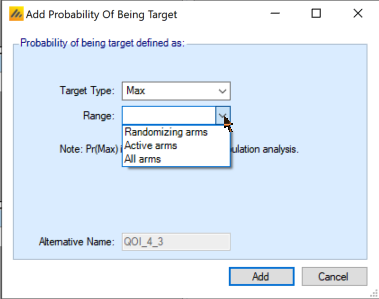 Add Probability Of Being Target
Probability of being target defined as:
Target Type: Max
Range:
Randomizing arms
Active arms
All arms
Note: Pr(Max) ulation analysis.
Alternative Name: QOI_4_3
Add Cancel